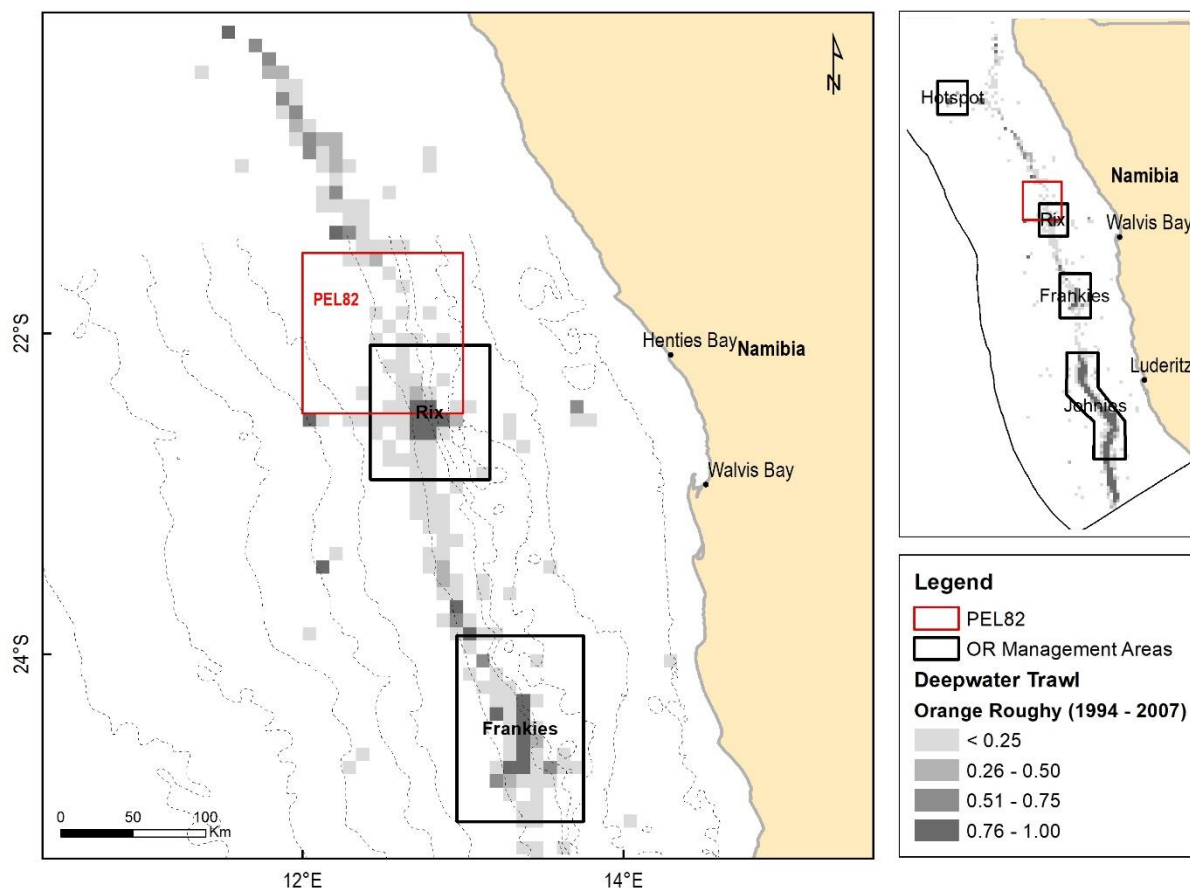 N
PEL82
22°S
Henties Bay
Namibia
Rix
Walvis Bay
24°S
Frankies
0 50 100
Km
12°E
14°E
Hotspot
Namibia
Rix
Walvis Bay
Frankies
Luderitz
Johnies
Legend
PEL82
OR Management Areas
Deepwater Trawl
Orange Roughy (1994 - 2007)
< 0.25
0.26 - 0.50
0.51 - 0.75
0.76 - 1.00